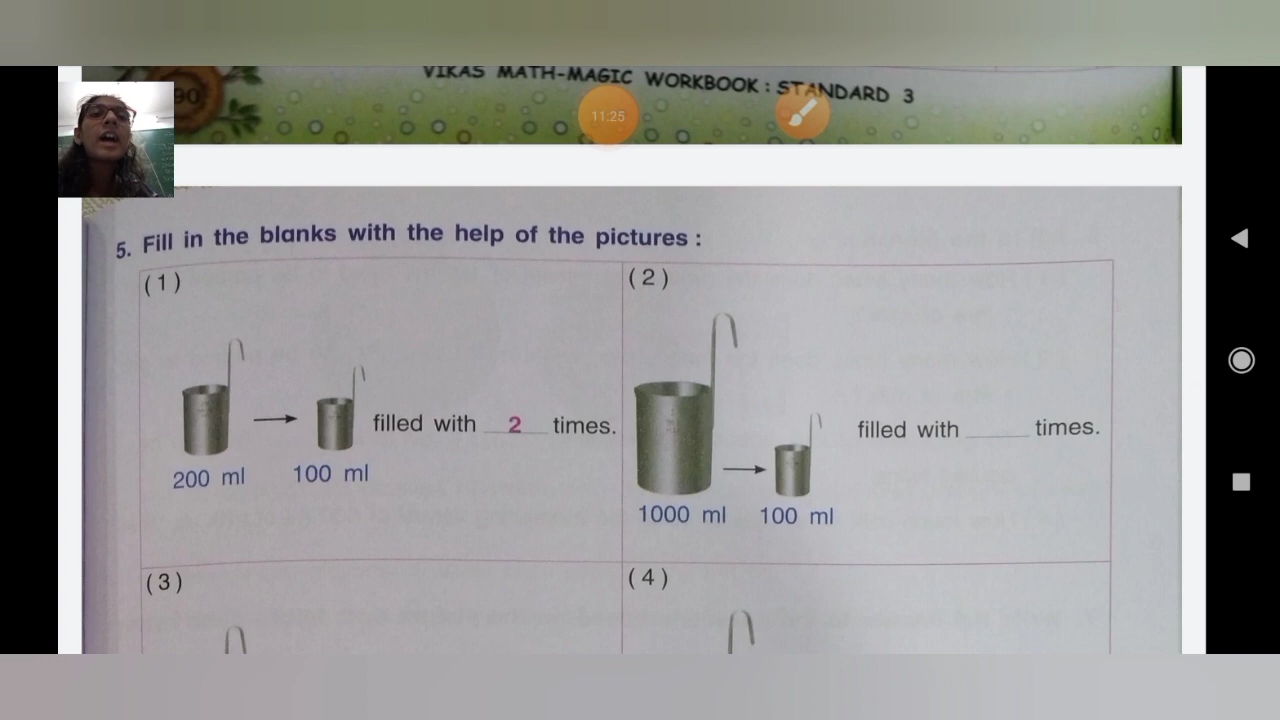 90
VIKAS MATH-MAGIC WORKBOOK : STANDARD 3
11:25
5. Fill in the blanks with the help of the pictures :
(1)
filled with 2 times.
200 ml 100 ml
(2)
filled with ____ times.
1000 ml 100 ml
(3)
(4)